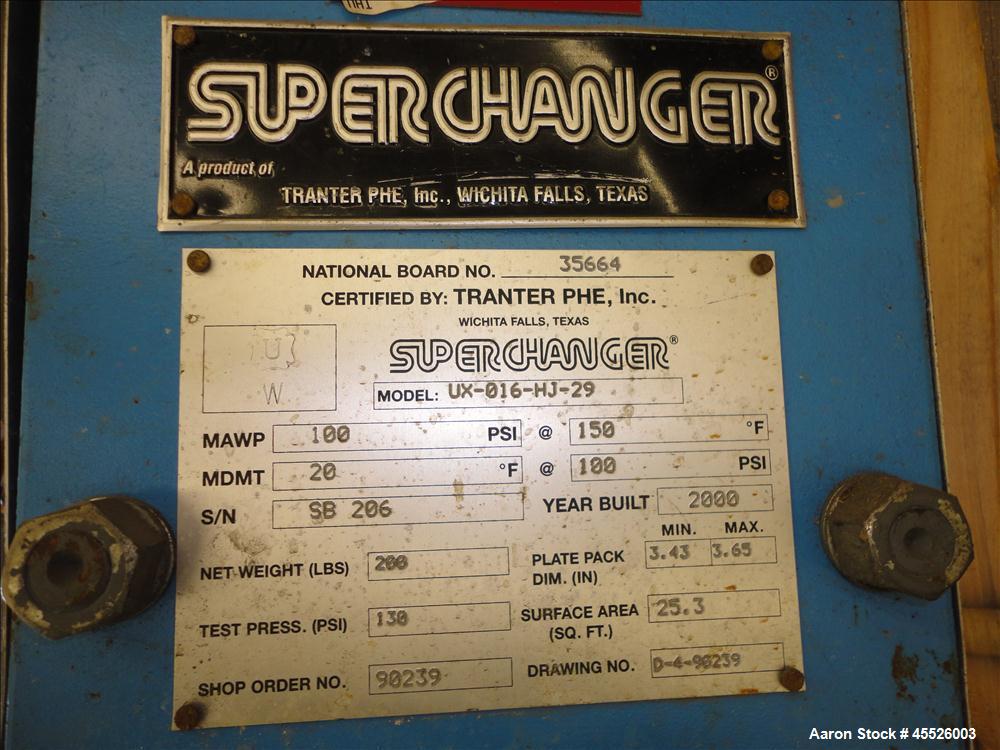 SUPERCHANGER®
A product of
TRANTER PHE, Inc., WICHITA FALLS, TEXAS
NATIONAL BOARD NO. 35664
CERTIFIED BY: TRANTER PHE, Inc.
WICHITA FALLS, TEXAS
SUPERCHANGER®
U
W
MODEL: UX-016-HJ-29
MAWP 100 PSI @ 150 °F
MDMT 20 °F @ 100 PSI
S/N SB 206 YEAR BUILT 2000
MIN. MAX.
NET WEIGHT (LBS) 200 PLATE PACK DIM. (IN) 3.43 3.65
TEST PRESS. (PSI) 130 SURFACE AREA (SQ. FT.) 25.3
SHOP ORDER NO. 90239 DRAWING NO. D-4-90239
Aaron Stock # 45526003